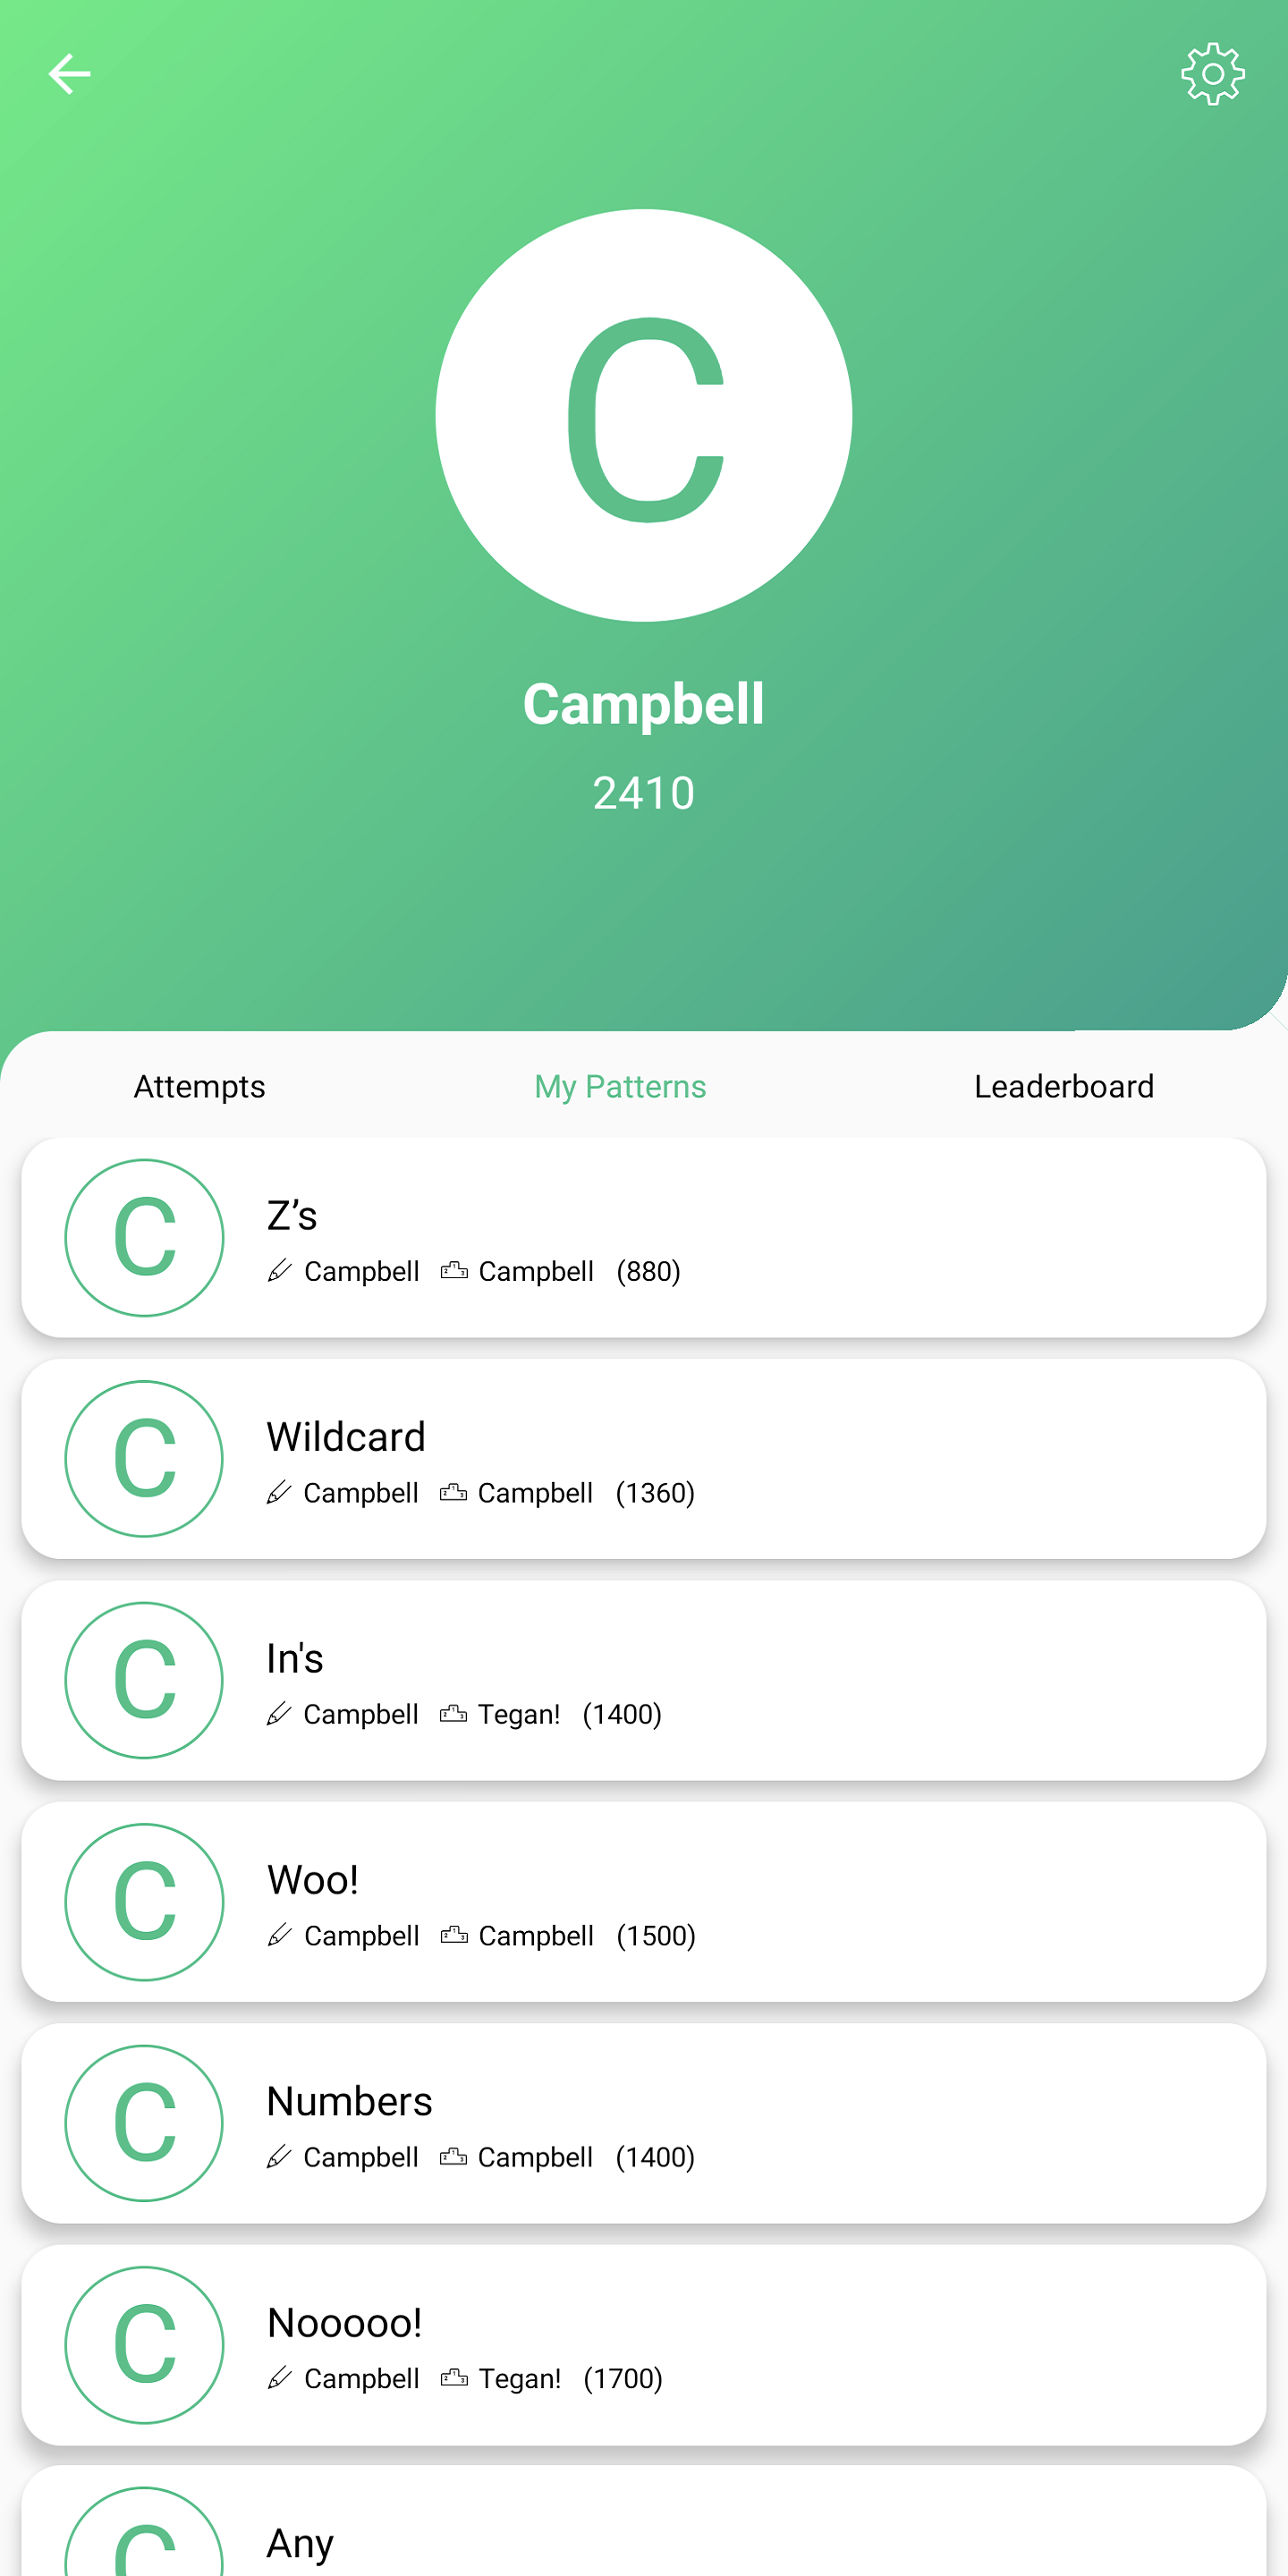 C
Campbell
2410
Attempts My Patterns Leaderboard
C
Z’s
Campbell Campbell (880)
C
Wildcard
Campbell Campbell (1360)
C
In's
Campbell Tegan! (1400)
C
Woo!
Campbell Campbell (1500)
C
Numbers
Campbell Campbell (1400)
C
Nooooo!
Campbell Tegan! (1700)
C
Any